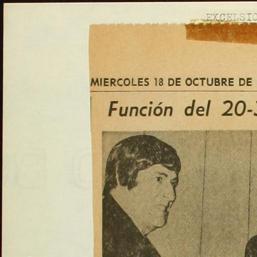 EXCELSIO
MIERCOLES 18 DE OCTUBRE DE
Función del 20-